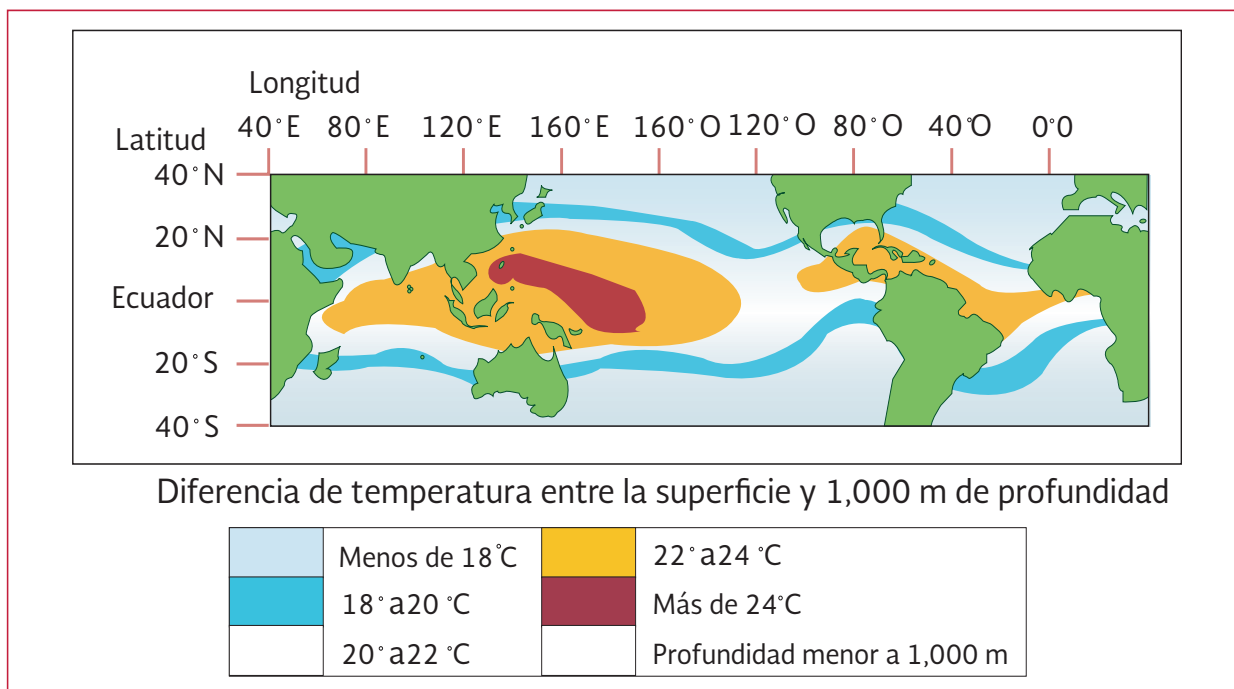 Longitud
Latitud 40°E 80°E 120°E 160°E 160°O 120°O 80°O 40°O 0°0
40°N
20°N
Ecuador
20°S
40°S
Diferencia de temperatura entre la superficie y 1,000 m de profundidad
Menos de 18°C 22° a24 °C
18° a20 °C Más de 24°C
20° a22 °C Profundidad menor a 1,000 m